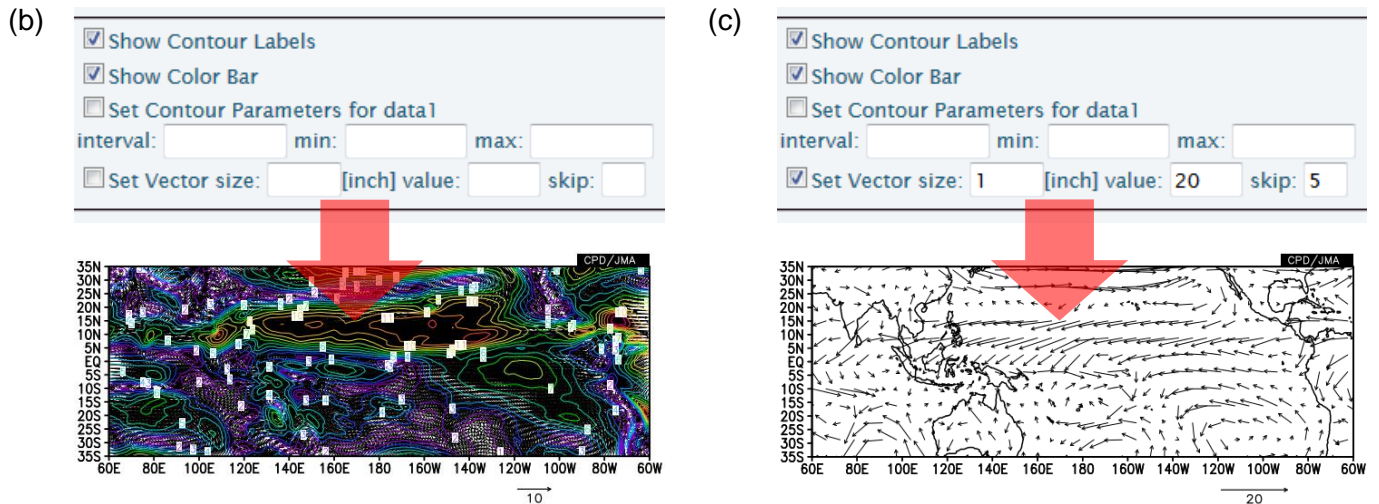 (b)
Show Contour Labels
Show Color Bar
Set Contour Parameters for data1
interval: min: max:
Set Vector size: [inch] value: skip:
CPD/JMA
35N
30N
25N
20N
15N
10N
5N
EQ
5S
10S
15S
20S
25S
30S
35S
60E 80E 100E 120E 140E 160E 180 160W 140W 120W 100W 80W 60W
10
(c)
Show Contour Labels
Show Color Bar
Set Contour Parameters for data1
interval: min: max:
Set Vector size: 1 [inch] value: 20 skip: 5
CPD/JMA
35N
30N
25N
20N
15N
10N
5N
EQ
5S
10S
15S
20S
25S
30S
35S
60E 80E 100E 120E 140E 160E 180 160W 140W 120W 100W 80W 60W
20